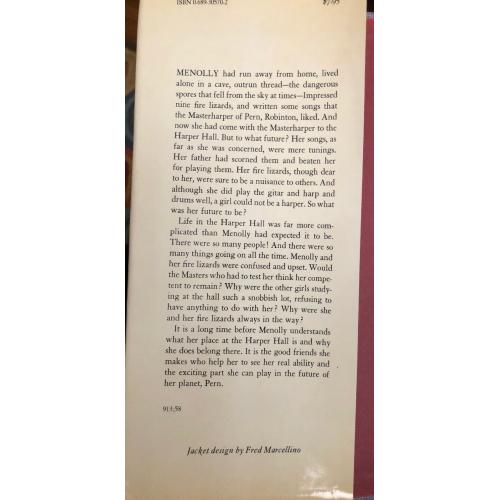 ISBN 0-689-30570-2 $7.95
MENOLLY had run away from home, lived
alone in a cave, outrun thread—the dangerous
spores that fell from the sky at times—Impressed
nine fire lizards, and written some songs that
the Masterharper of Pern, Robinton, liked. And
now she had come with the Masterharper to the
Harper Hall. But to what future? Her songs, as
far as she was concerned, were mere tunings.
Her father had scorned them and beaten her
for playing them. Her fire lizards, though dear
to her, were sure to be a nuisance to others. And
although she did play the gitar and harp and
drums well, a girl could not be a harper. So what
was her future to be?
Life in the Harper Hall was far more com-
plicated than Menolly had expected it to be.
There were so many people! And there were so
many things going on all the time. Menolly and
her fire lizards were confused and upset. Would
the Masters who had to test her think her compe-
tent to remain? Why were the other girls study-
ing at the hall such a snobbish lot, refusing to
have anything to do with her? Why were she
and her fire lizards always in the way?
It is a long time before Menolly understands
what her place at the Harper Hall is and why
she does belong there. It is the good friends she
makes who help her to see her real ability and
the exciting part she can play in the future of
her planet, Pern.
913;58
Jacket design by Fred Marcellino